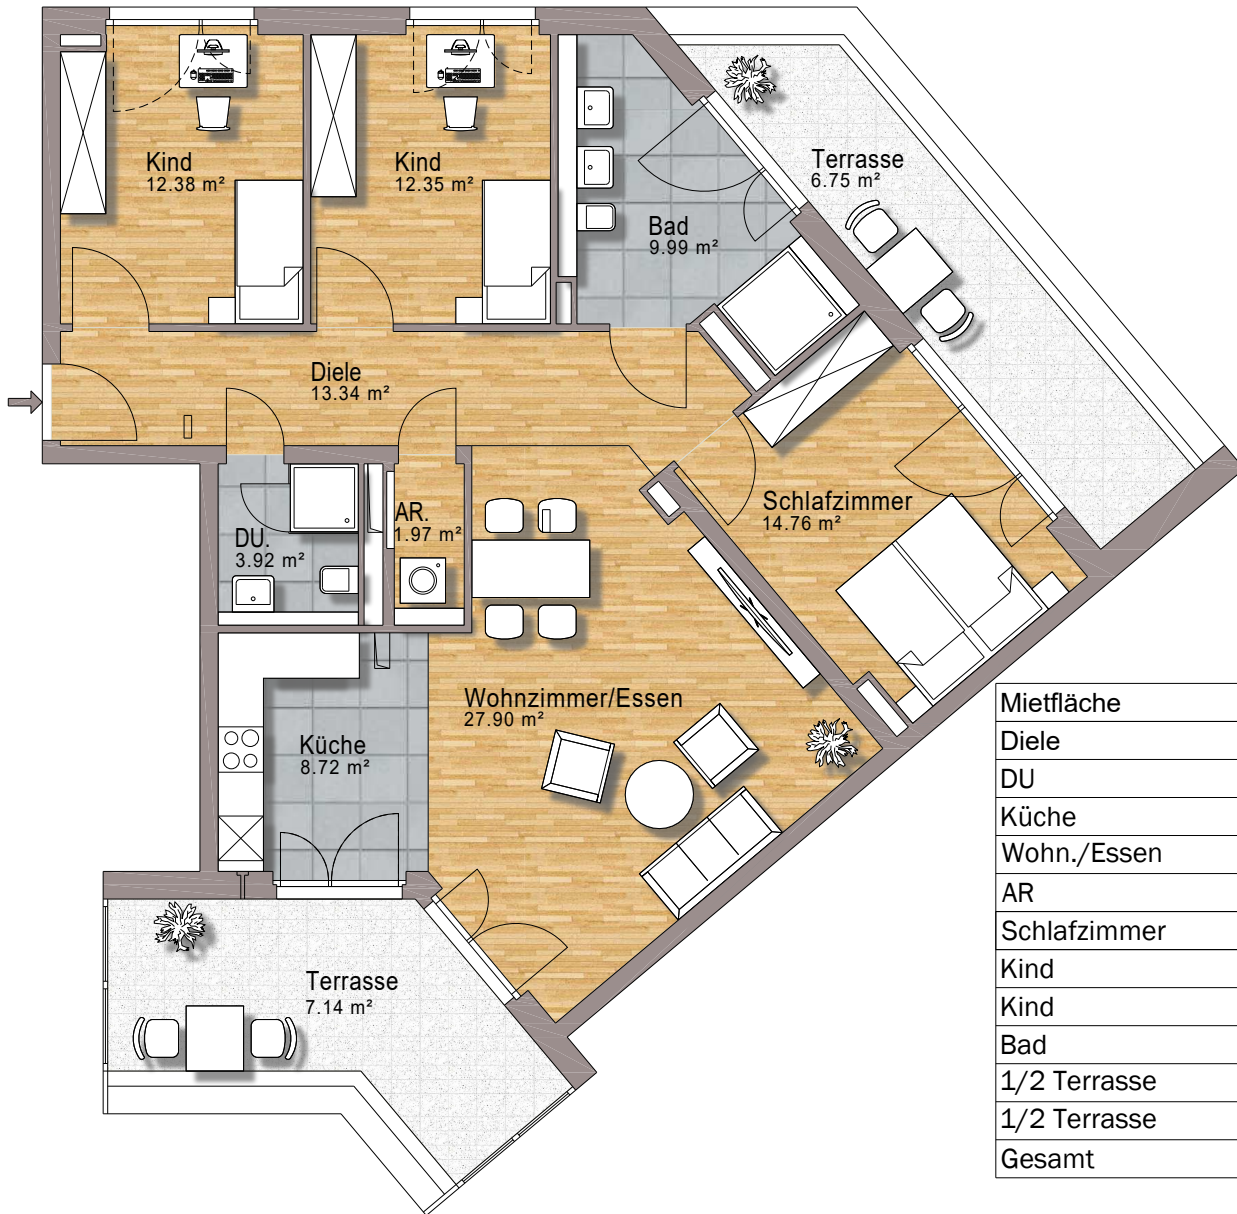 Kind
12.38 m²
Kind
12.35 m²
Terrasse
6.75 m²
Bad
9.99 m²
Diele
13.34 m²
Schlafzimmer
14.76 m²
AR.
1.97 m²
DU.
3.92 m²
Wohnzimmer/Essen
27.90 m²
Küche
8.72 m²
Terrasse
7.14 m²
Mietfläche
Diele
DU
Küche
Wohn./Essen
AR
Schlafzimmer
Kind
Kind
Bad
1/2 Terrasse
1/2 Terrasse
Gesamt